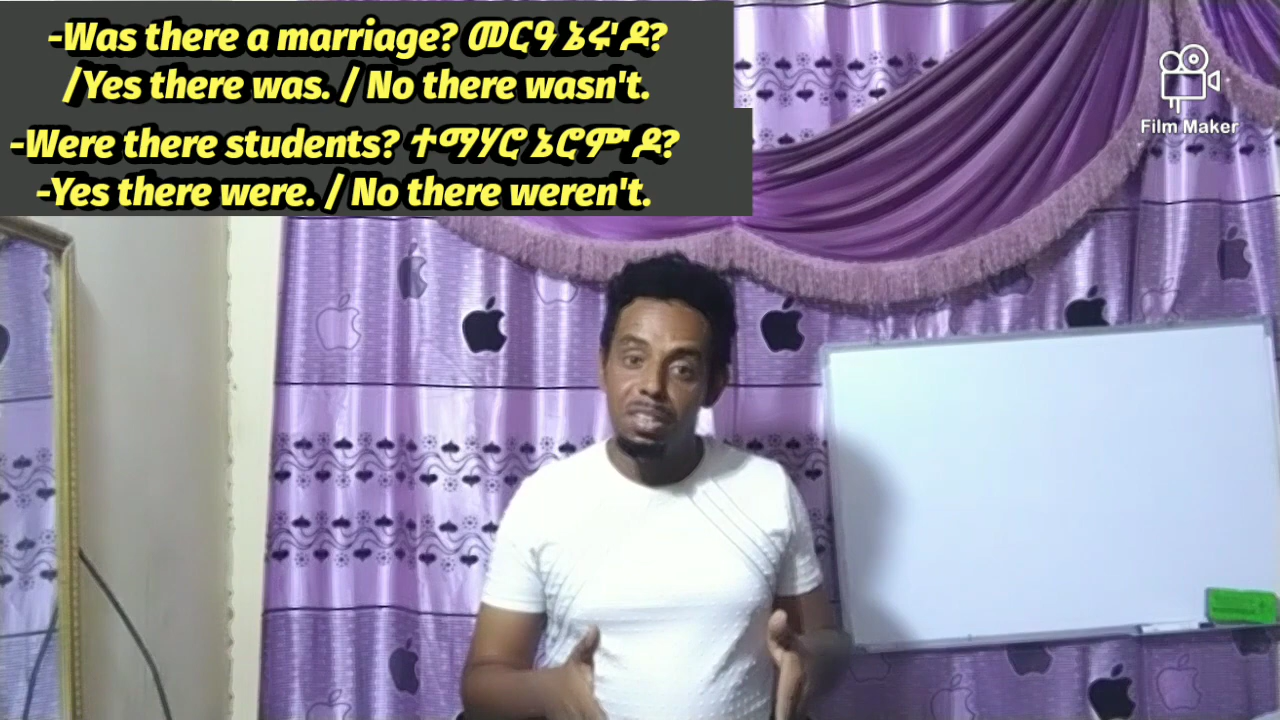 -Was there a marriage? መርዓ ኔሩ'ዶ?
/Yes there was. / No there wasn't.
-Were there students? ተማሃሮ ኔሮም'ዶ?
-Yes there were. / No there weren't.
Film Maker